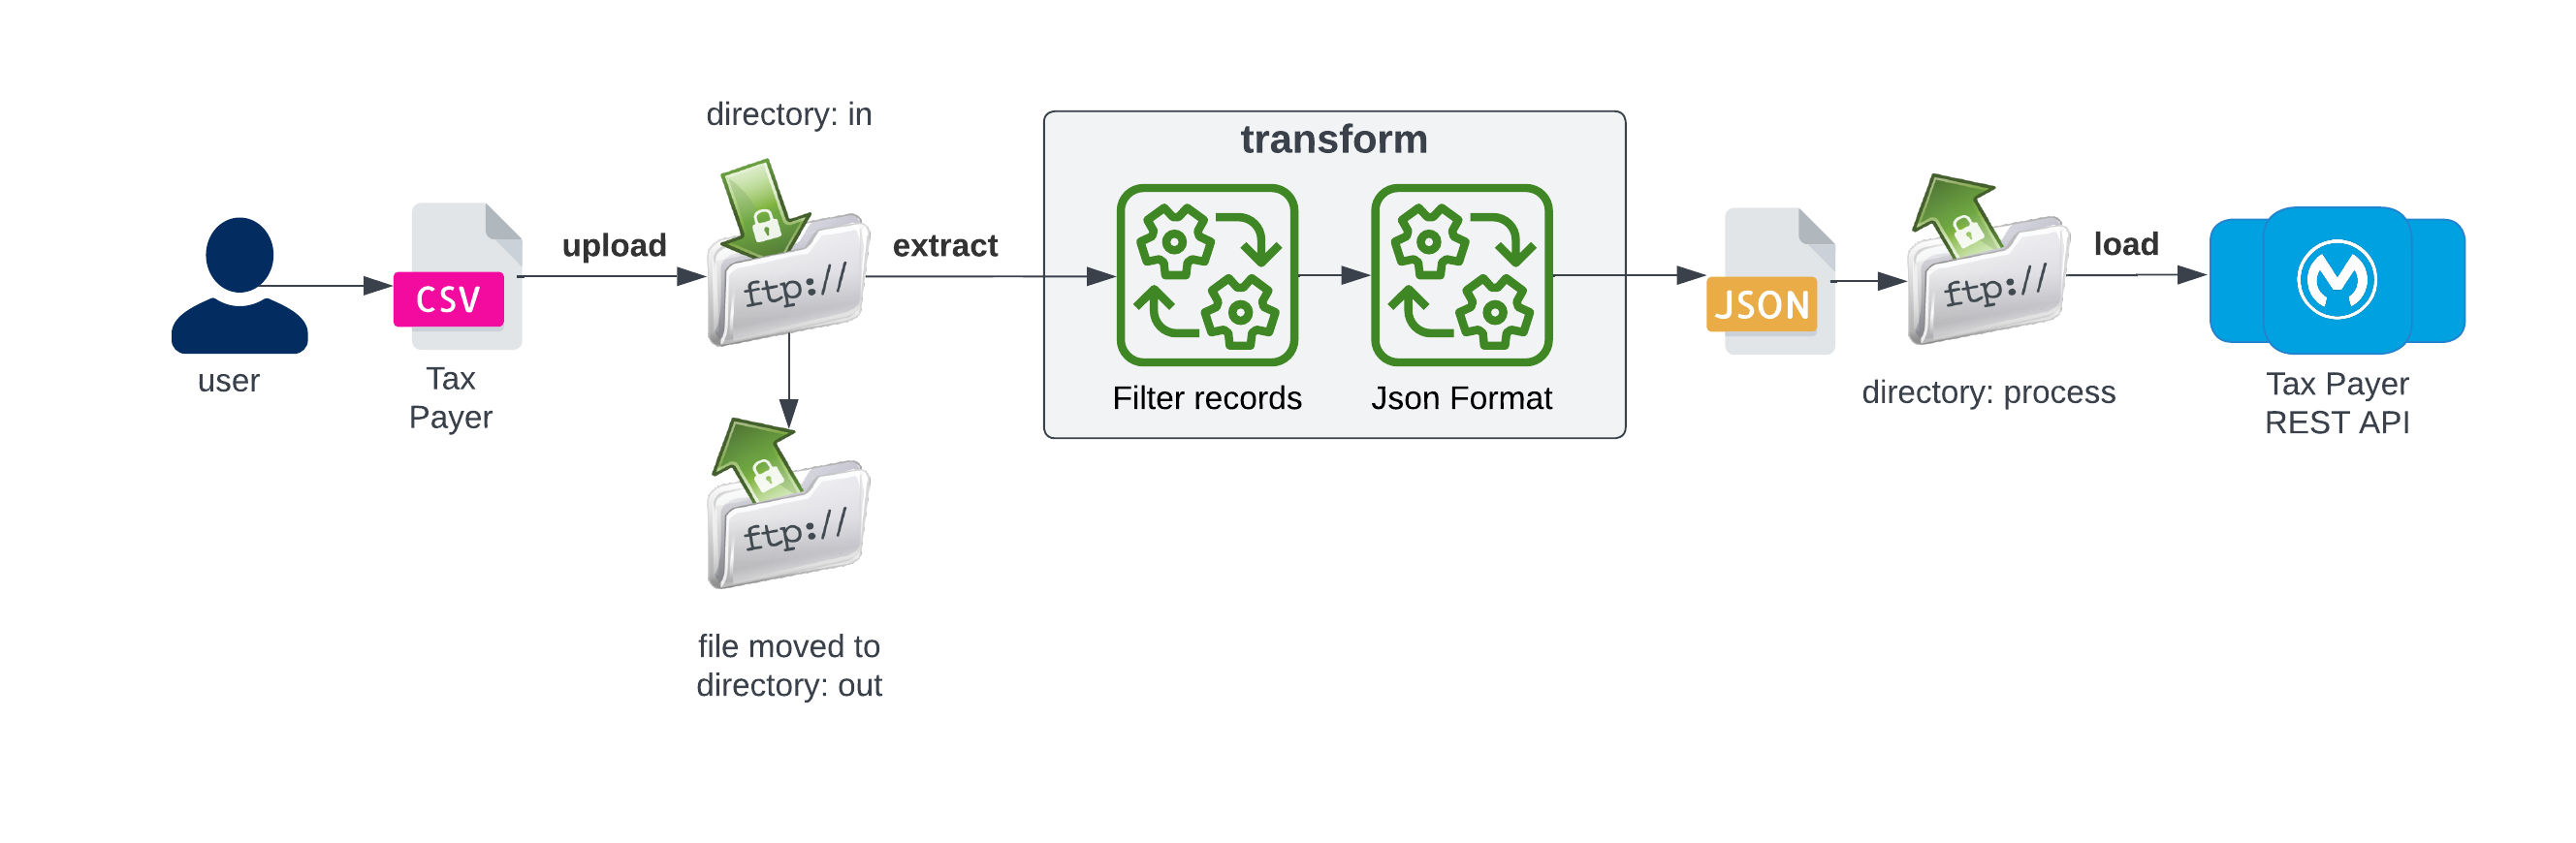 directory: in
transform
upload
extract
load
CSV
ftp://
JSON
ftp://
user
Tax
Payer
Filter records
Json Format
directory: process
Tax Payer
REST API
ftp://
file moved to
directory: out